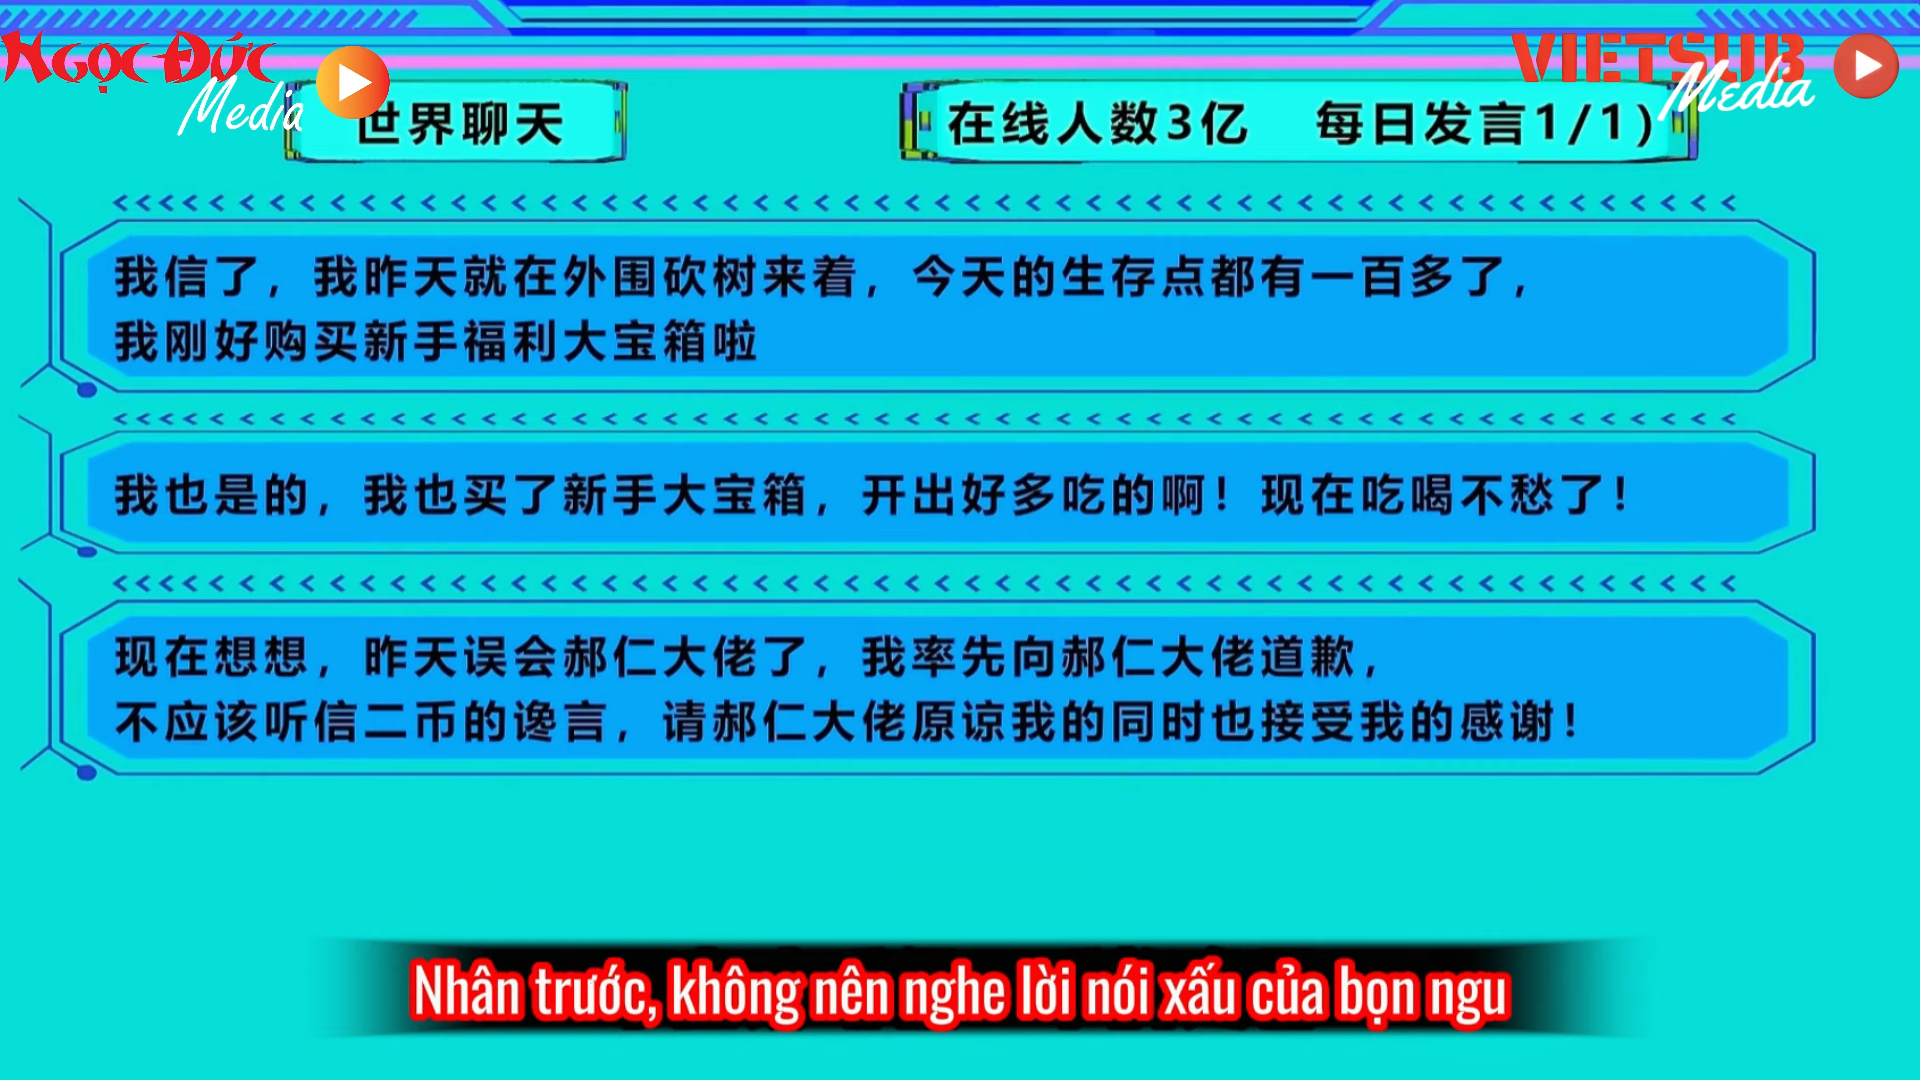 Ngọc Đức
Media
VIETSUB
Media
世界聊天
在线人数3亿 每日发言1/1)
我信了，我昨天就在外围砍树来着，今天的生存点都有一百多了，
我刚好购买新手福利大宝箱啦
我也是的，我也买了新手大宝箱，开出好多吃的啊！现在吃喝不愁了！
现在想想，昨天误会郝仁大佬了，我率先向郝仁大佬道歉，
不应该听信二币的谗言，请郝仁大佬原谅我的同时也接受我的感谢！
Nhân trước, không nên nghe lời nói xấu của bọn ngu